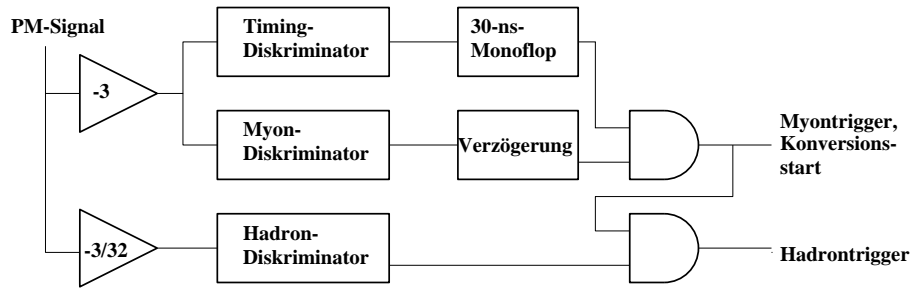 PM-Signal
-3
Timing-
Diskriminator
30-ns-
Monoflop
Myon-
Diskriminator
Verzögerung
Myontrigger,
Konversions-
start
-3/32
Hadron-
Diskriminator
Hadrontrigger